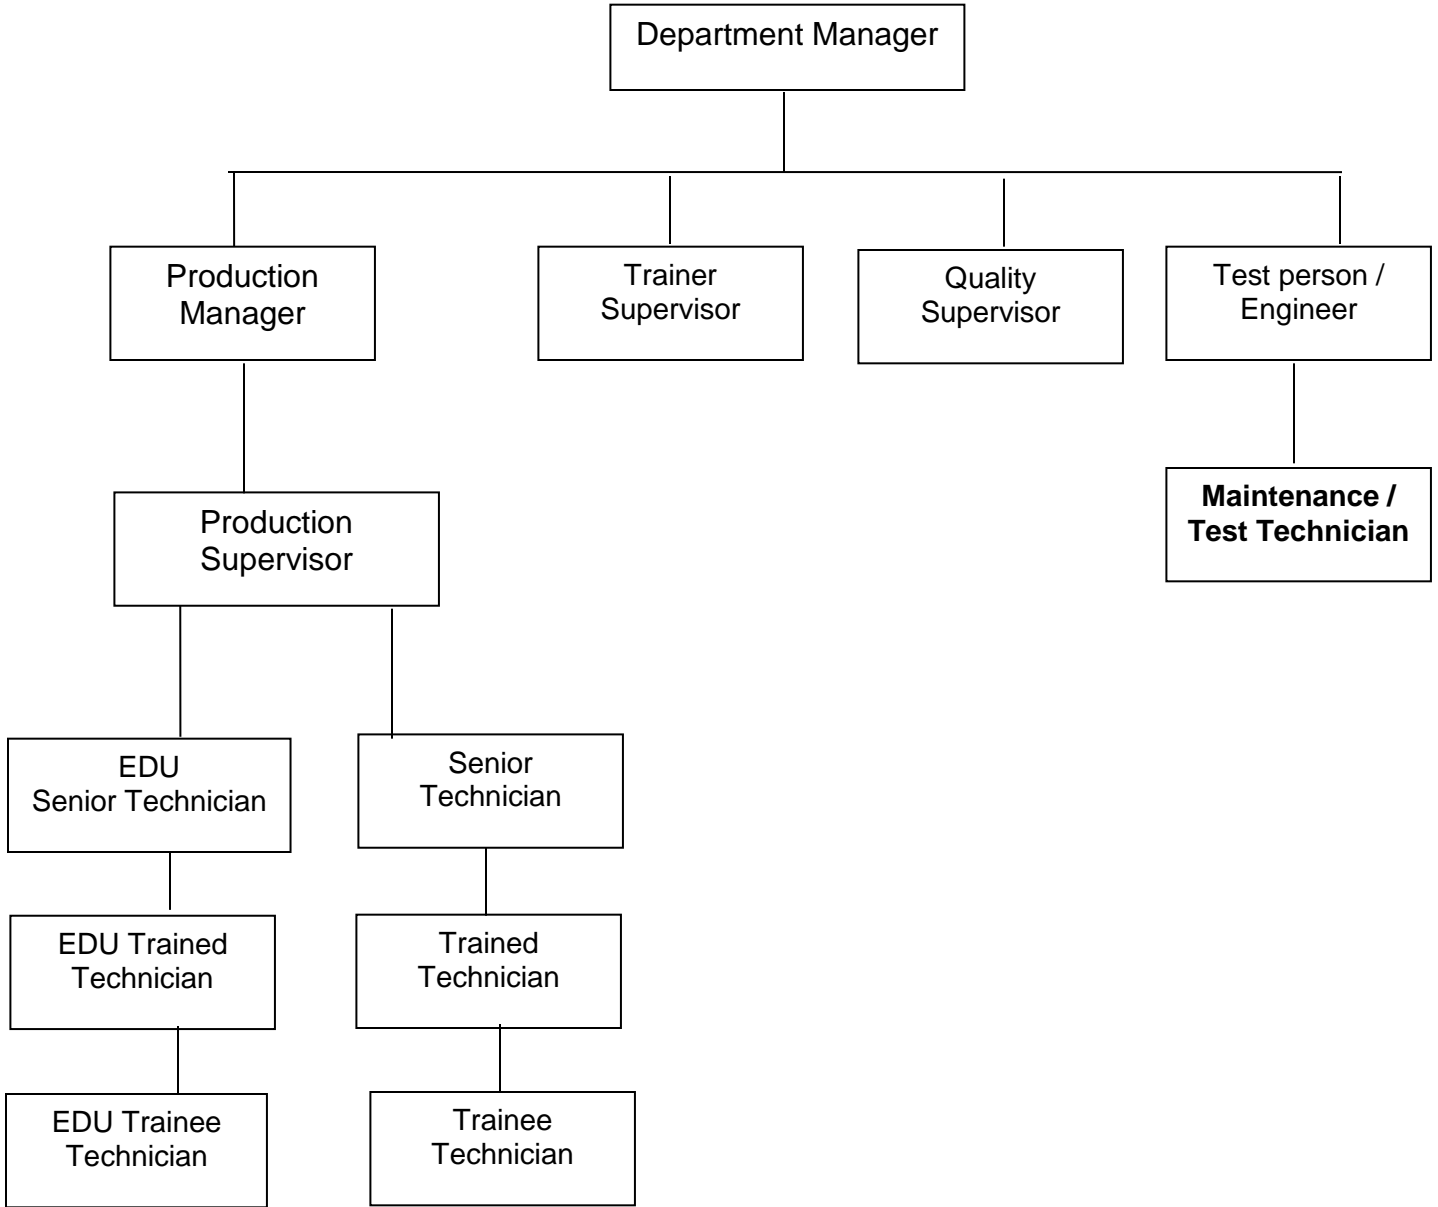 Department Manager
Production
Manager
Trainer
Supervisor
Quality
Supervisor
Test person /
Engineer
Maintenance /
Test Technician
Production
Supervisor
EDU
Senior Technician
Senior
Technician
EDU Trained
Technician
Trained
Technician
EDU Trainee
Technician
Trainee
Technician